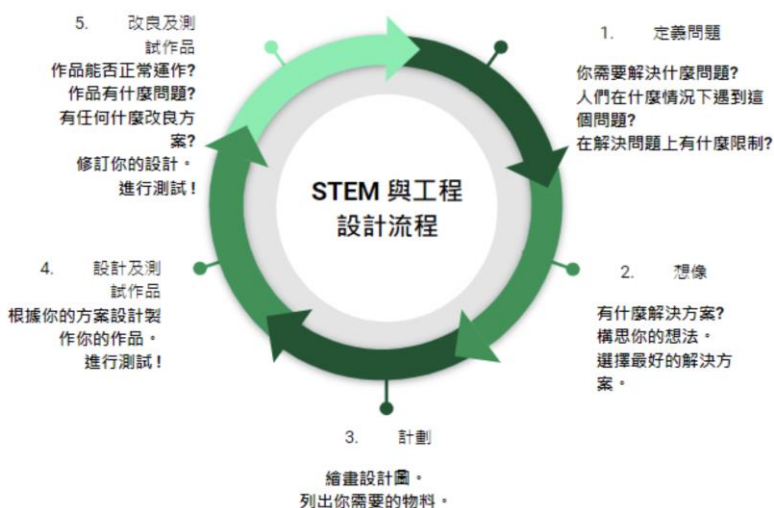 STEM 與工程
設計流程
1. 定義問題
你需要解決什麼問題?
人們在什麼情況下遇到這
個問題?
在解決問題上有什麼限制?
2. 想像
有什麼解決方案?
構思你的想法。
選擇最好的解決方
案。
3. 計劃
繪畫設計圖。
列出你需要的物料。
4. 設計及測
試作品
根據你的方案設計製
作你的作品。
進行測試!
5. 改良及測
試作品
作品能否正常運作?
作品有什麼問題?
有任何什麼改良方
案?
修訂你的設計。
進行測試!